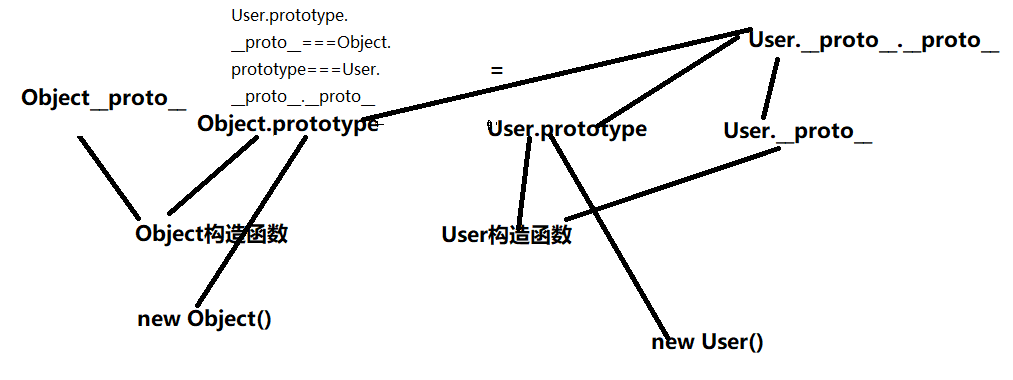 User.prototype.
__proto__===Object.
prototype===User.
__proto__.__proto__
=
User.__proto__.__proto__
Object__proto__
Object.prototype
User.prototype
User.__proto__
Object构造函数
User构造函数
new Object()
new User()